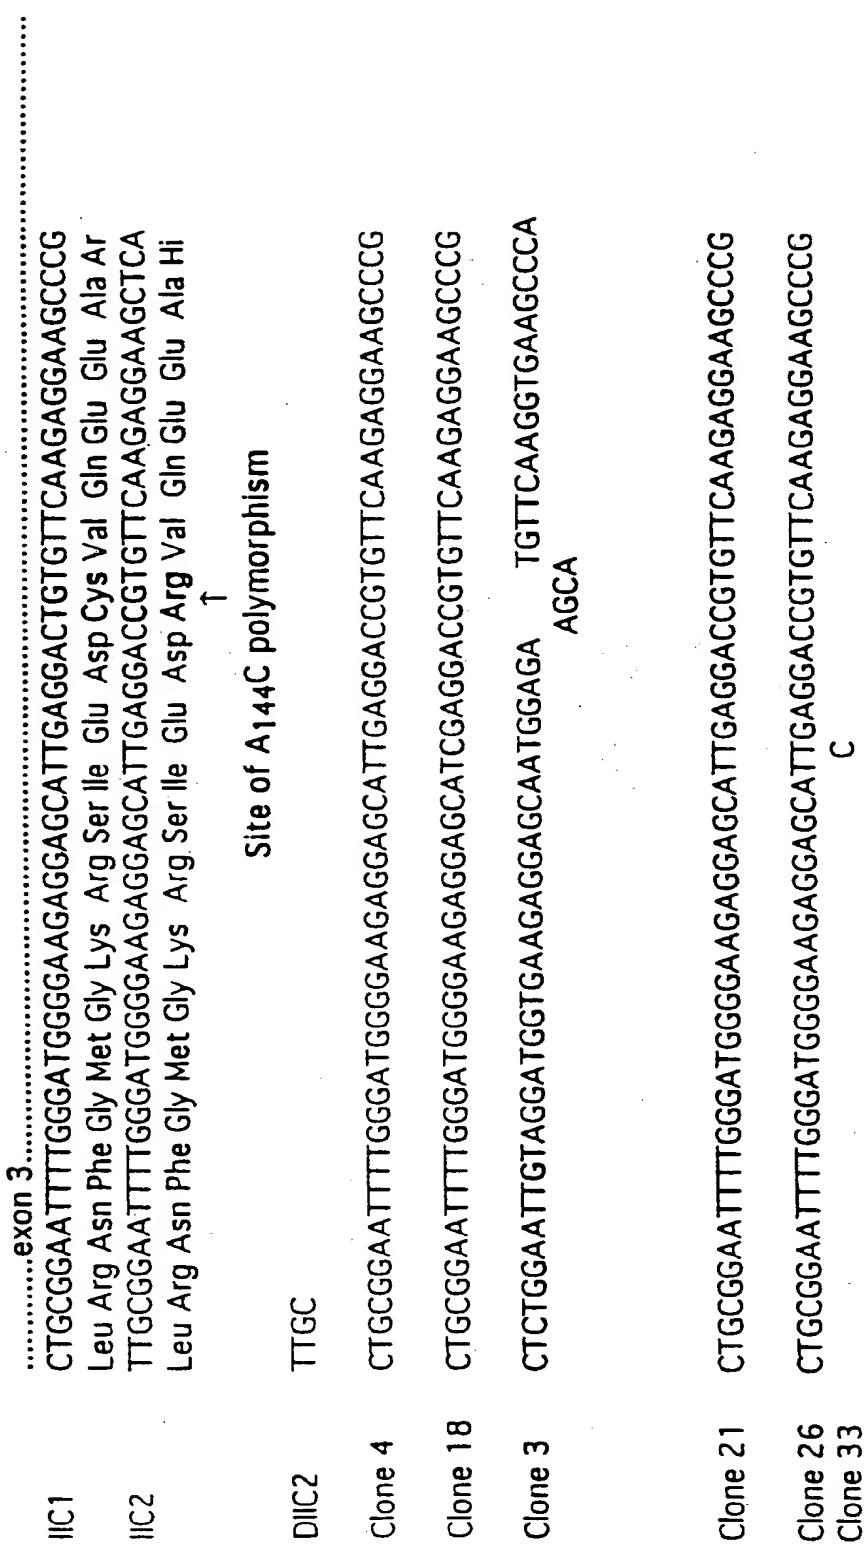 ............exon 3............
IIC1 CTGCGGAATTTTGGGATGGGGAAGAGGAGCATTGAGGACTGTGTTCAAGAGGAAGCCCG
Leu Arg Asn Phe Gly Met Gly Lys Arg Ser Ile Glu Asp Cys Val Gln Glu Glu Ala Ar
IIC2 TTGCGGAATTTTGGGATGGGGAAGAGGAGCATTGAGGACCGTGTTCAAGAGGAAGCTCA
Leu Arg Asn Phe Gly Met Gly Lys Arg Ser Ile Glu Asp Arg Val Gln Glu Glu Ala Hi
↑
Site of A144C polymorphism
DIIC2 TTGC
Clone 4 CTGCGGAATTTTGGGATGGGGAAGAGGAGCATTGAGGACCGTGTTCAAGAGGAAGCCCG
Clone 18 CTGCGGAATTTTGGGATGGGGAAGAGGAGCATCGAGGACCGTGTTCAAGAGGAAGCCCG
Clone 3 CTCTGGAATTGTAGGATGGTGAAGAGGAGCAATGGAGA TGTTCAAGGTGAAGCCCA
AGCA
Clone 21 CTGCGGAATTTTGGGATGGGGAAGAGGAGCATTGAGGACCGTGTTCAAGAGGAAGCCCG
Clone 26 CTGCGGAATTTTGGGATGGGGAAGAGGAGCATTGAGGACCGTGTTCAAGAGGAAGCCCG
Clone 33 C